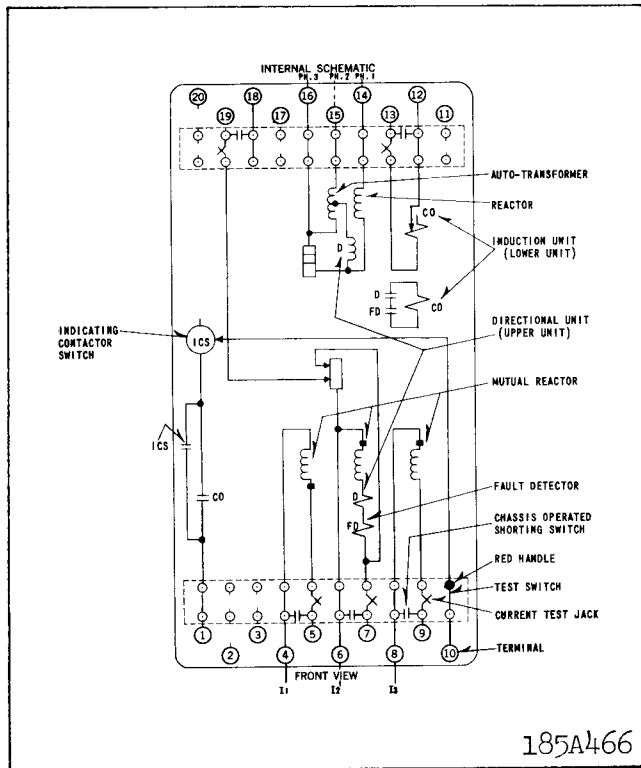 INTERNAL SCHEMATIC
PH.3 PH.2 PH.1
20
19
18
17
16
15
14
13
12
11
AUTO-TRANSFORMER
REACTOR
CO
D
INDUCTION UNIT
(LOWER UNIT)
D
FD
CO
DIRECTIONAL UNIT
(UPPER UNIT)
INDICATING
CONTACTOR
SWITCH
ICS
MUTUAL REACTOR
ICS
CO
D
FD
FAULT DETECTOR
CHASSIS OPERATED
SHORTING SWITCH
RED HANDLE
TEST SWITCH
CURRENT TEST JACK
1
2
3
4
5
6
7
8
9
10
TERMINAL
FRONT VIEW
I1
I2
I3
185A466